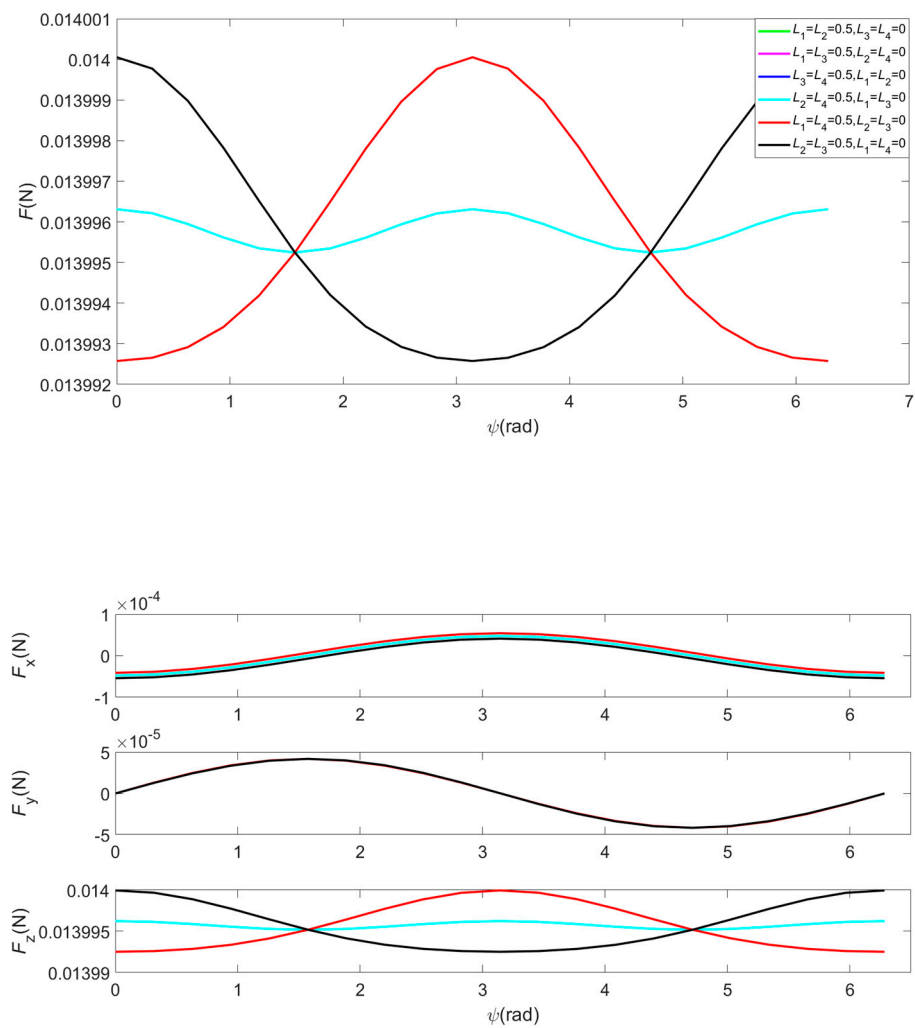 0.014001
0.014
0.013999
0.013998
0.013997
0.013996
0.013995
0.013994
0.013993
0.013992
F(N)
L1=L2=0.5,L3=L4=0
L1=L3=0.5,L2=L4=0
L3=L4=0.5,L1=L2=0
L2=L4=0.5,L1=L3=0
L1=L4=0.5,L2=L3=0
L2=L3=0.5,L1=L4=0
0 1 2 3 4 5 6 7
ψ(rad)
×10-4
1
0
-1
Fx(N)
0 1 2 3 4 5 6
×10-5
5
0
-5
Fy(N)
0 1 2 3 4 5 6
0.014
0.013995
0.01399
Fz(N)
0 1 2 3 4 5 6
ψ(rad)